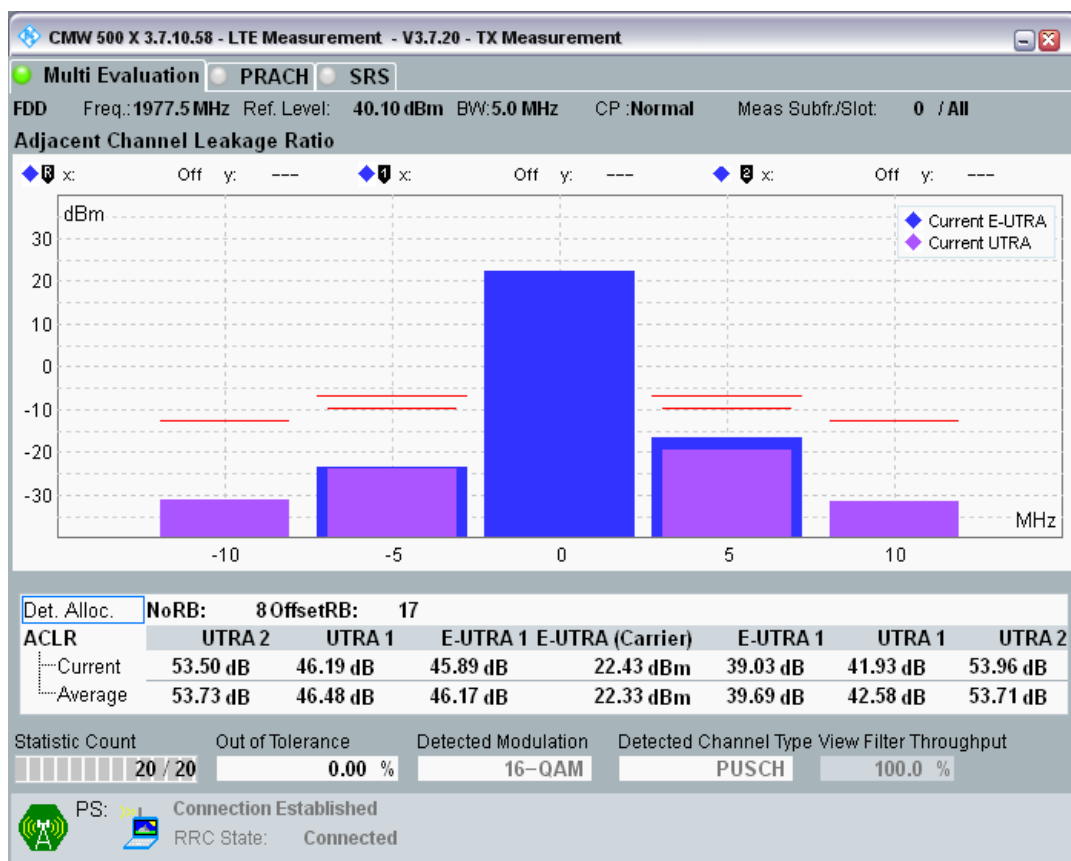 CMW 500 X 3.7.10.58 - LTE Measurement - V3.7.20 - TX Measurement
Multi Evaluation PRACH SRS
FDD Freq.: 1977.5 MHz Ref. Level: 40.10 dBm BW: 5.0 MHz CP : Normal Meas Subfr./Slot: 0 / All
Adjacent Channel Leakage Ratio
R x: Off y: --- 1 x: Off y: --- 2 x: Off y: ---
dBm
Current E-UTRA
Current UTRA
30
20
10
0
-10
-20
-30
MHz
-10 -5 0 5 10
Det. Alloc. NoRB: 8 OffsetRB: 17
ACLR UTRA 2 UTRA 1 E-UTRA 1 E-UTRA (Carrier) E-UTRA 1 UTRA 1 UTRA 2
Current 53.50 dB 46.19 dB 45.89 dB 22.43 dBm 39.03 dB 41.93 dB 53.96 dB
Average 53.73 dB 46.48 dB 46.17 dB 22.33 dBm 39.69 dB 42.58 dB 53.71 dB
Statistic Count Out of Tolerance Detected Modulation Detected Channel Type View Filter Throughput
20 / 20 0.00 % 16-QAM PUSCH 100.0 %
PS: Connection Established
RRC State: Connected